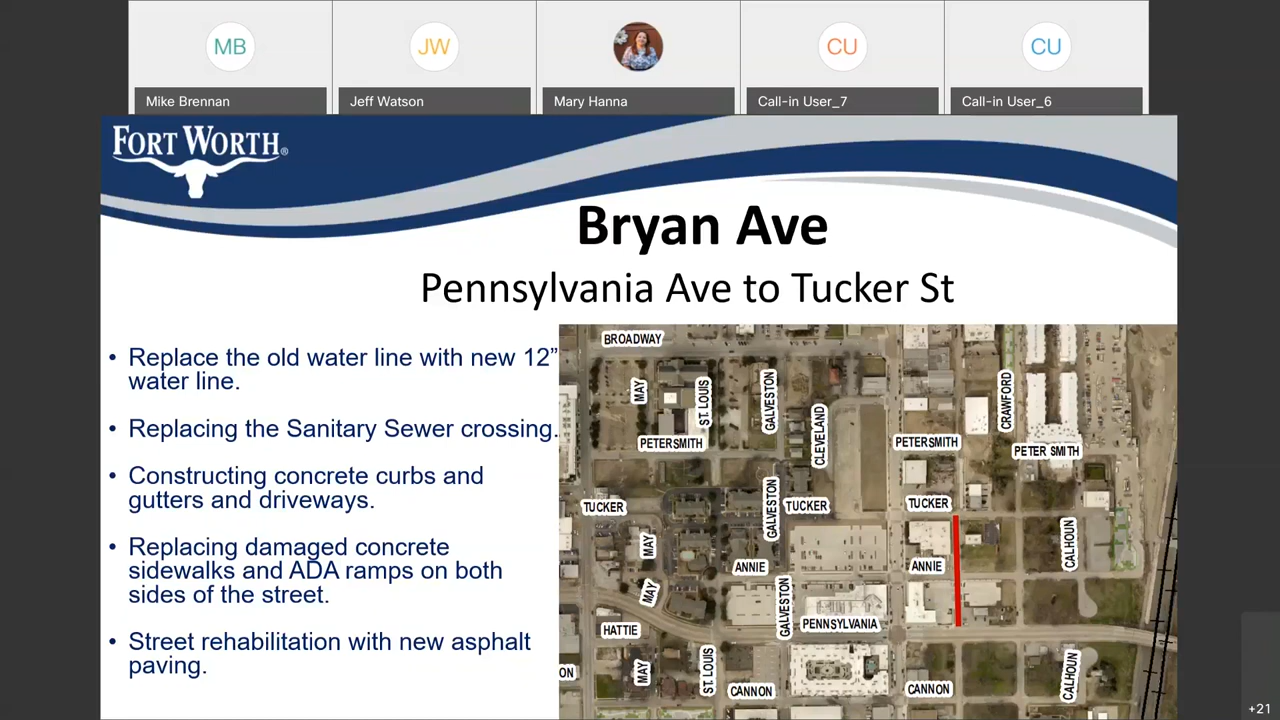 MB
JW
CU
CU
Mike Brennan
Jeff Watson
Mary Hanna
Call-in User_7
Call-in User_6
FORT WORTH®
Bryan Ave
Pennsylvania Ave to Tucker St
• Replace the old water line with new 12”
water line.
• Replacing the Sanitary Sewer crossing.
• Constructing concrete curbs and
gutters and driveways.
• Replacing damaged concrete
sidewalks and ADA ramps on both
sides of the street.
• Street rehabilitation with new asphalt
paving.
BROADWAY
MAY
ST. LOUIS
GALVESTON
CLEVELAND
CRAWFORD
PETERSMITH
PETERSMITH
PETER SMITH
TUCKER
GALVESTON
TUCKER
TUCKER
MAY
CALHOUN
ANNIE
ANNIE
MAY
GALVESTON
HATTIE
PENNSYLVANIA
MAY
ST. LOUIS
CALHOUN
ON
CANNON
CANNON
+21